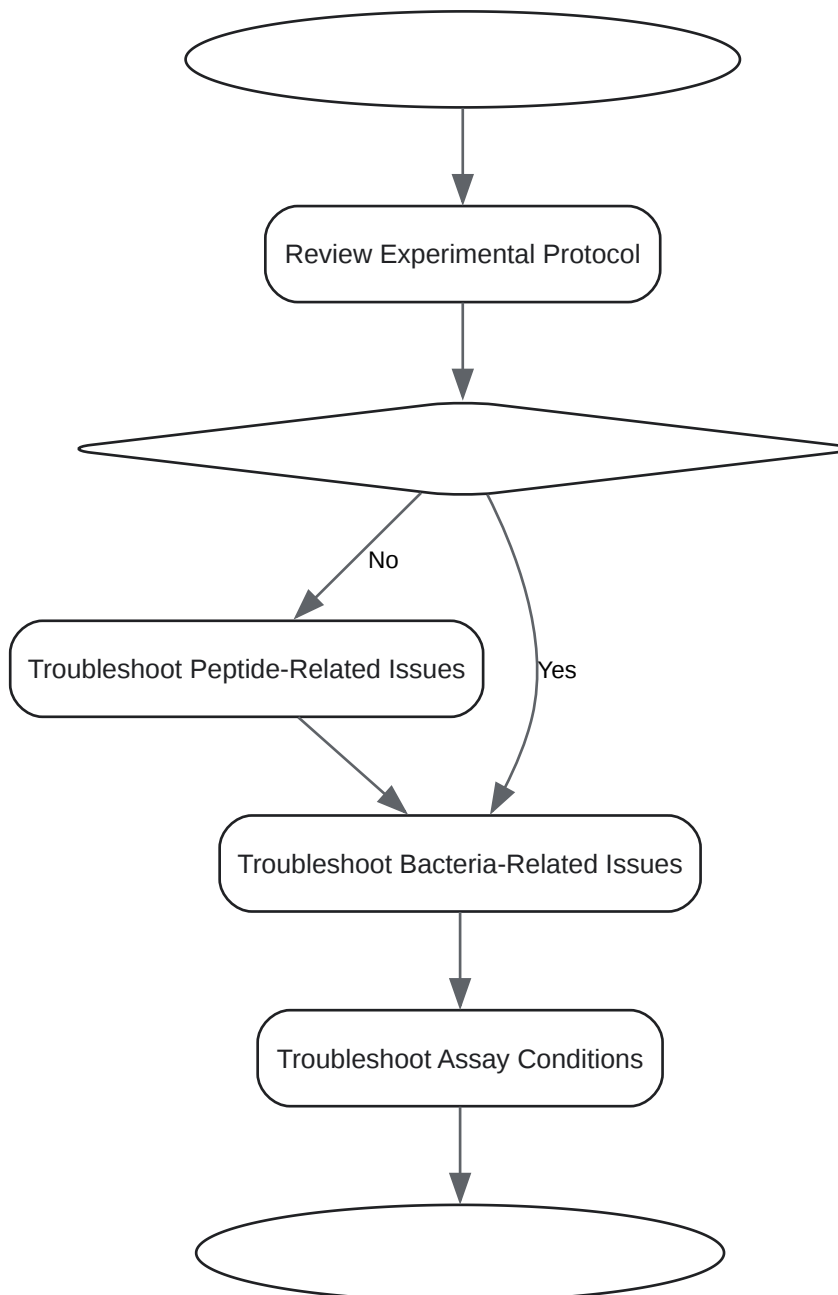 Review Experimental Protocol
No
Troubleshoot Peptide-Related Issues
Yes
Troubleshoot Bacteria-Related Issues
Troubleshoot Assay Conditions